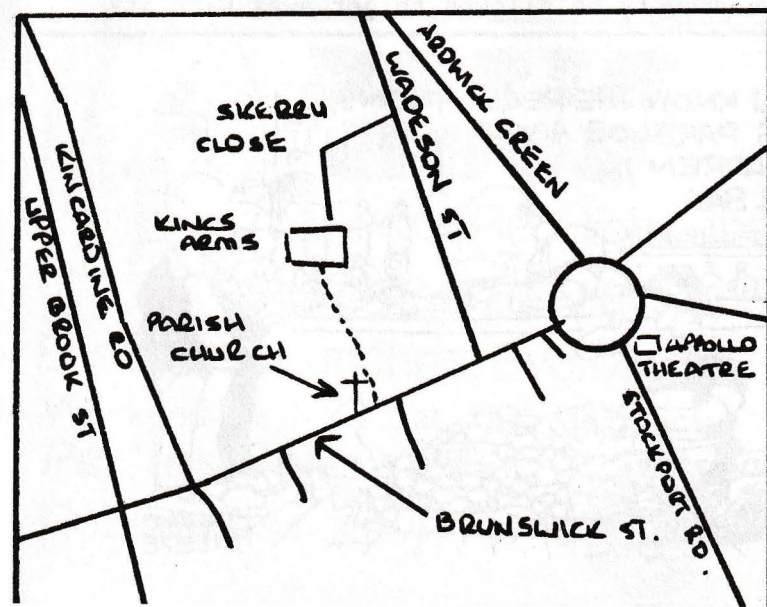 ARDWICK GREEN
WADESON ST
SKERRY
CLOSE
KINCARDINE RD
UPPER BROOK ST
KINGS
ARMS
PARISH
CHURCH
APPOLLO
THEATRE
STOCKPORT RD.
BRUNSWICK ST.